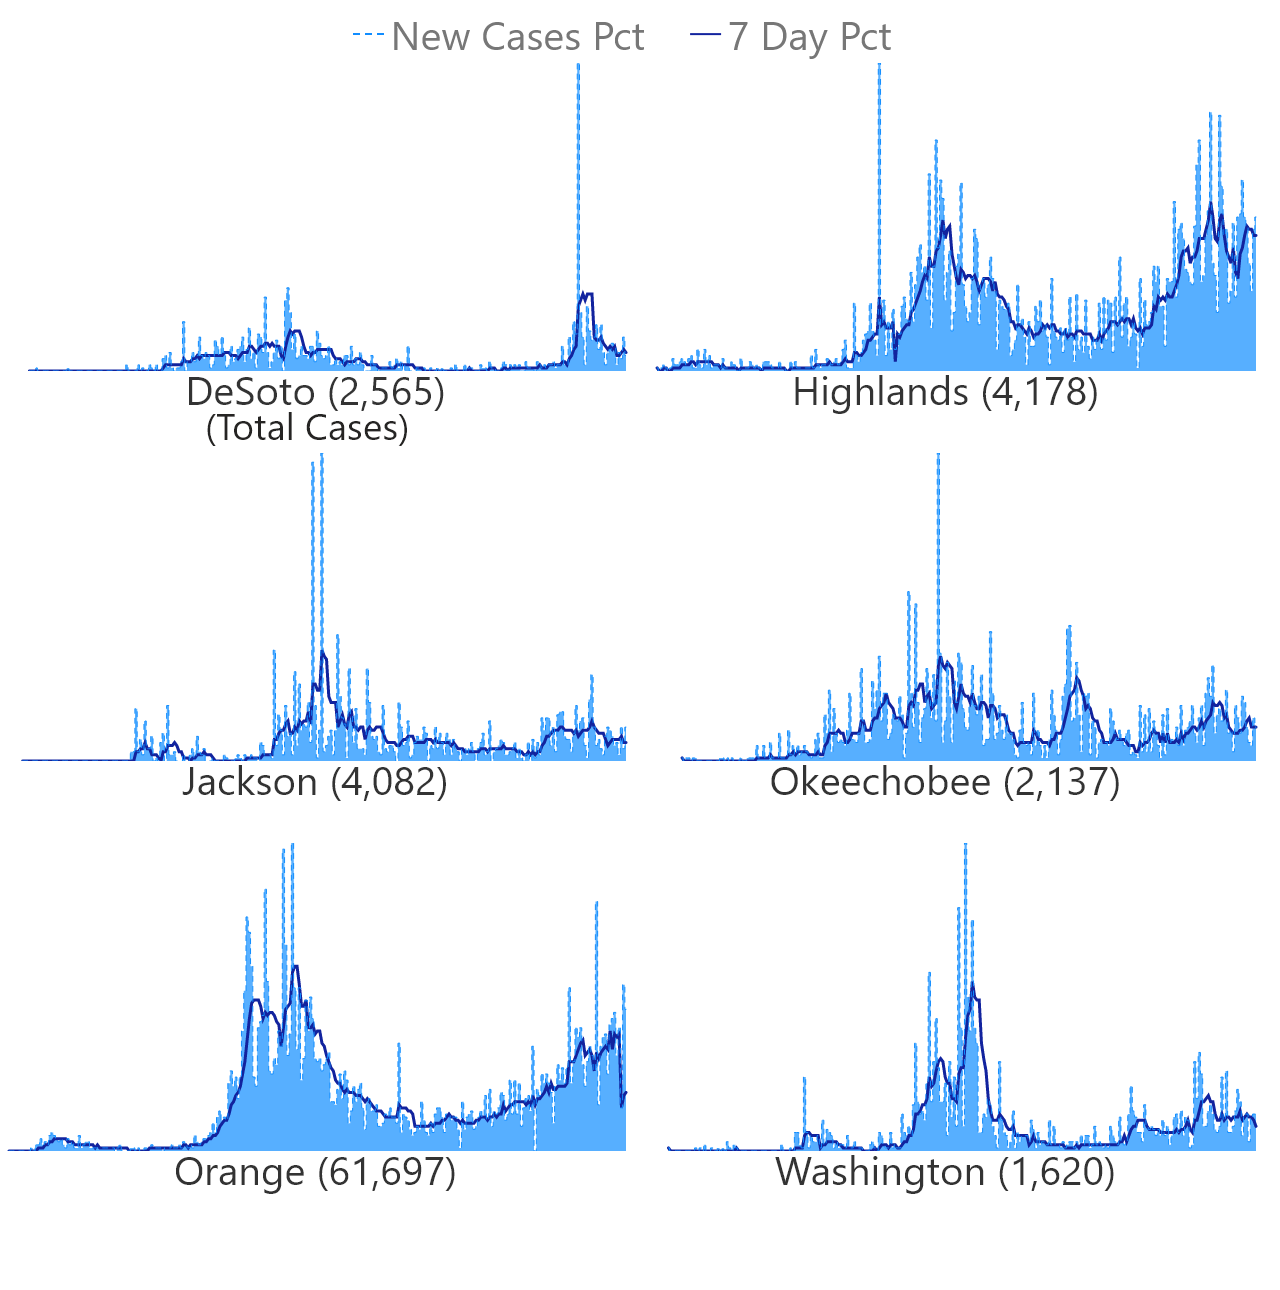 New Cases Pct 7 Day Pct
DeSoto (2,565) Highlands (4,178)
(Total Cases)
Jackson (4,082) Okeechobee (2,137)
Orange (61,697) Washington (1,620)